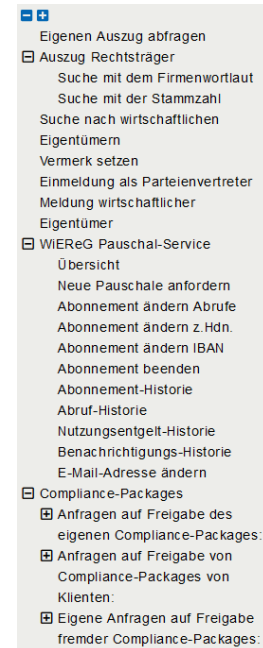 Eigenen Auszug abfragen
Auszug Rechtsträger
Suche mit dem Firmenwortlaut
Suche mit der Stammzahl
Suche nach wirtschaftlichen
Eigentümern
Vermerk setzen
Einmeldung als Parteienvertreter
Meldung wirtschaftlicher
Eigentümer
WiEReG Pauschal-Service
Übersicht
Neue Pauschale anfordern
Abonnement ändern Abrufe
Abonnement ändern z.Hdn.
Abonnement ändern IBAN
Abonnement beenden
Abonnement-Historie
Abruf-Historie
Nutzungsentgelt-Historie
Benachrichtigungs-Historie
E-Mail-Adresse ändern
Compliance-Packages
Anfragen auf Freigabe des
eigenen Compliance-Packages:
Anfragen auf Freigabe von
Compliance-Packages von
Klienten:
Eigene Anfragen auf Freigabe
fremder Compliance-Packages: